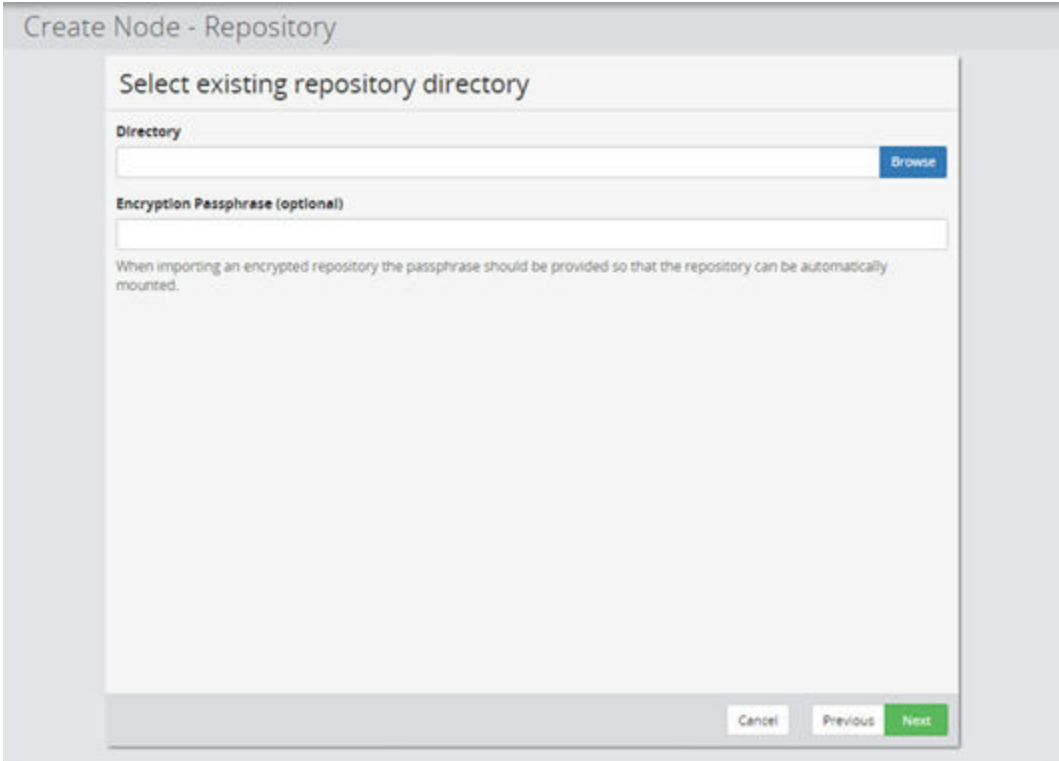 Create Node - Repository
Select existing repository directory
Directory
Browse
Encryption Passphrase (optional)
When importing an encrypted repository the passphrase should be provided so that the repository can be automatically
mounted.
Cancel Previous Next